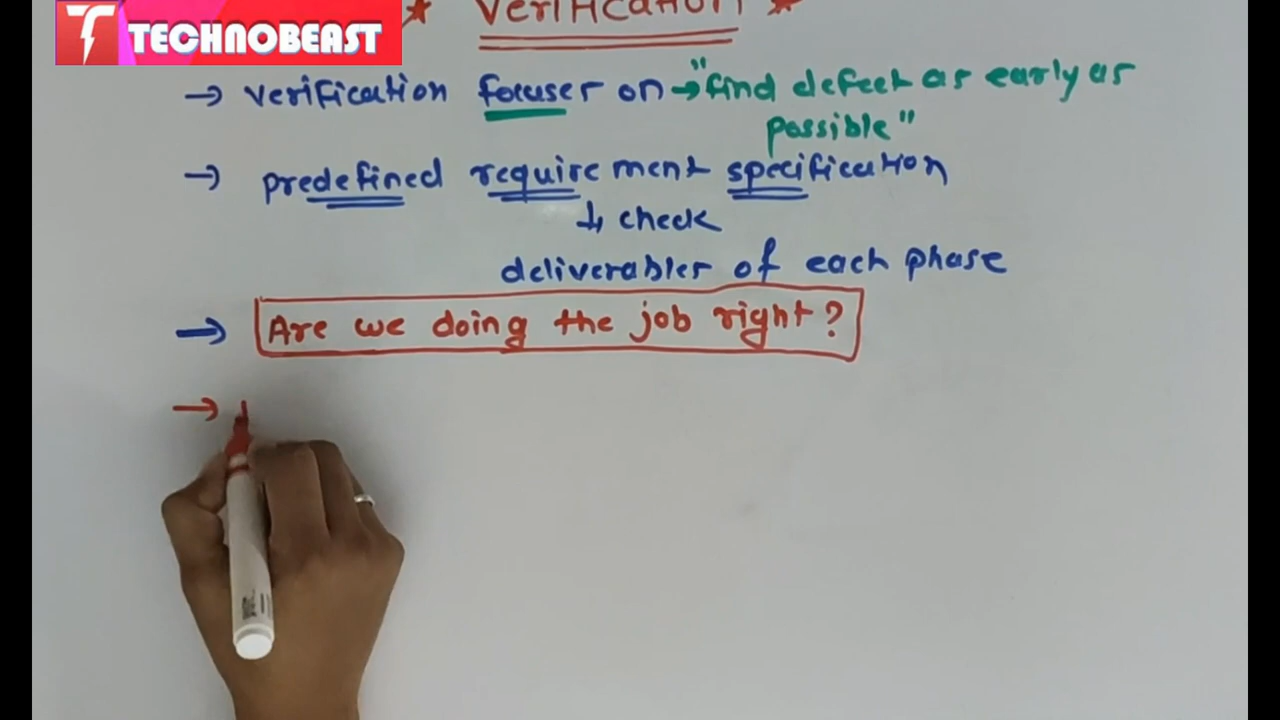 TECHNOBEAST
* Verification *
→ verification focuses on → "find defect as early as
possible"
→ predefined requirement specification
↓ check
deliverables of each phase
→ Are we doing the job right?
→